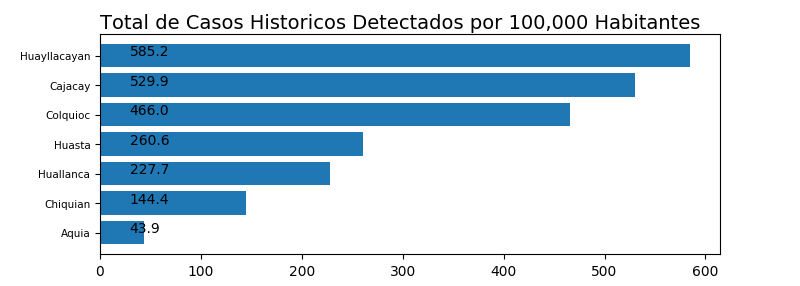 Total de Casos Historicos Detectados por 100,000 Habitantes
Huayllacayan 585.2
Cajacay 529.9
Colquioc 466.0
Huasta 260.6
Huallanca 227.7
Chiquian 144.4
Aquia 43.9
0 100 200 300 400 500 600